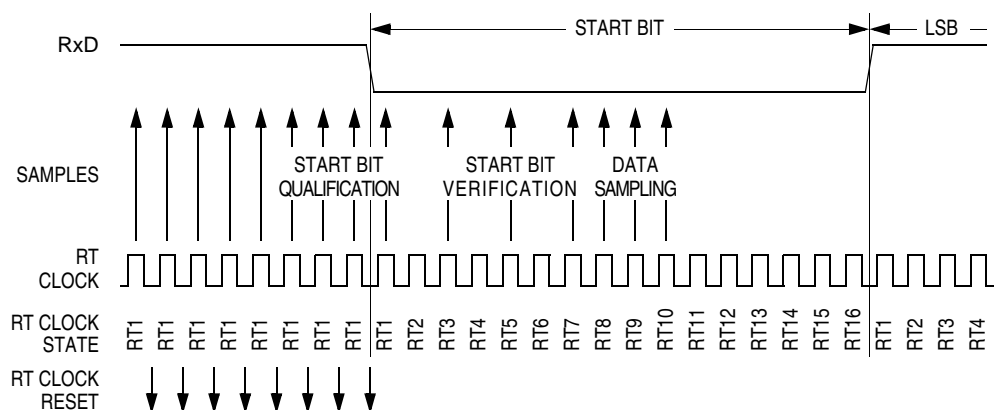 START BIT
LSB
RxD
SAMPLES
START BIT
QUALIFICATION
START BIT
VERIFICATION
DATA
SAMPLING
RT
CLOCK
RT CLOCK
STATE
RT1 RT1 RT1 RT1 RT1 RT1 RT1 RT1 RT1 RT2 RT3 RT4 RT5 RT6 RT7 RT8 RT9 RT10 RT11 RT12 RT13 RT14 RT15 RT16 RT1 RT2 RT3 RT4
RT CLOCK
RESET